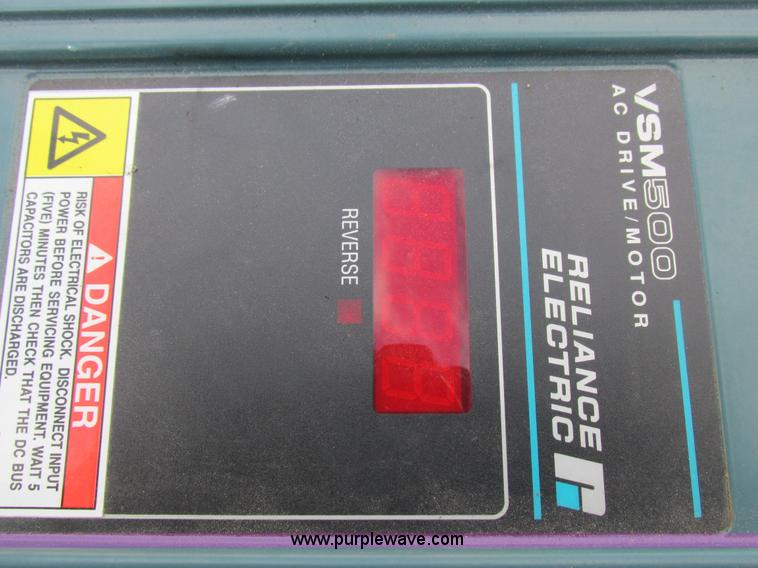 VSM500
AC DRIVE/MOTOR
RELIANCE
ELECTRIC
REVERSE
DANGER
RISK OF ELECTRICAL SHOCK. DISCONNECT INPUT
POWER BEFORE SERVICING EQUIPMENT. WAIT 5
(FIVE) MINUTES THEN CHECK THAT THE DC BUS
CAPACITORS ARE DISCHARGED
www.purplewave.com